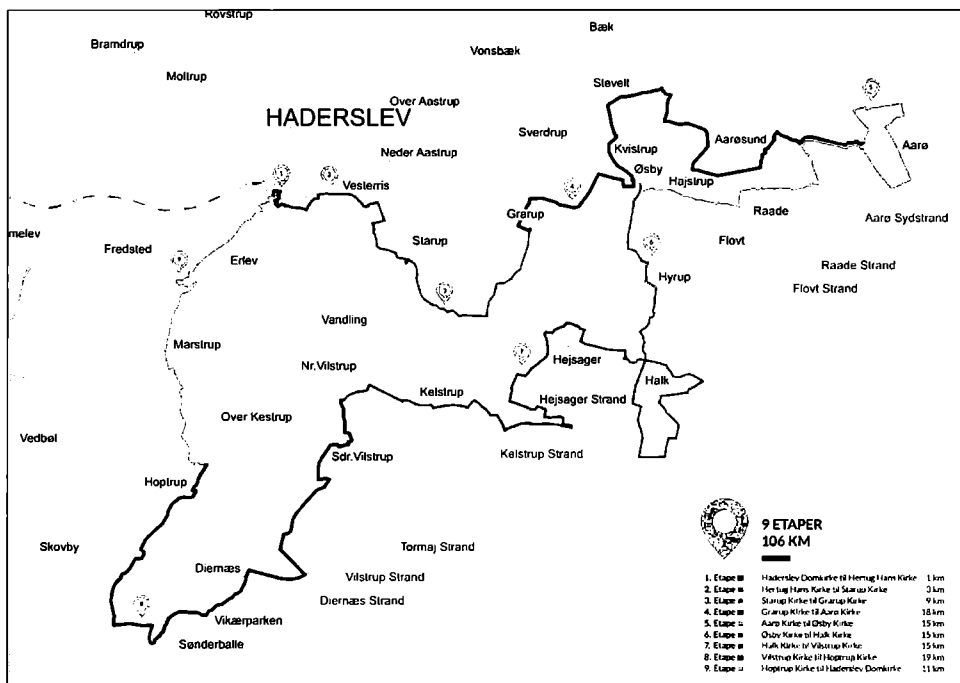 Rovstrup
Bæk
Bramdrup
Vonsbæk
Moltrup
Stevelt
Over Aastrup
HADERSLEV
Sverdrup
Aarøsund
Neder Aastrup
Kvistrup
Aarø
Vesterris
Øsby
Højstrup
Grarup
Raade
Aarø Sydstrand
Starup
melev
Fredsted
Erlev
Flovt
Raade Strand
Hyrup
Flovt Strand
Vandling
Marstrup
Nr.Vilstrup
Hejsager
Halk
Kelstrup
Hejsager Strand
Over Kestrup
Vedbøl
Kelstrup Strand
Sdr.Vilstrup
Hoptrup
Skovby
Tormaj Strand
Diernæs
Vilstrup Strand
Diernæs Strand
Vikærparken
Sønderballe
9 ETAPER
106 KM
1. Etape Haderslev Domkirke til Hertug Hans Kirke 1 km
2. Etape Hertug Hans Kirke til Starup Kirke 3 km
3. Etape Starup Kirke til Grarup Kirke 9 km
4. Etape Grarup Kirke til Aarø Kirke 18 km
5. Etape Aarø Kirke til Øsby Kirke 15 km
6. Etape Øsby Kirke til Halk Kirke 15 km
7. Etape Halk Kirke til Vilstrup Kirke 15 km
8. Etape Vilstrup Kirke til Hoptrup Kirke 19 km
9. Etape Hoptrup Kirke til Haderslev Domkirke 11 km